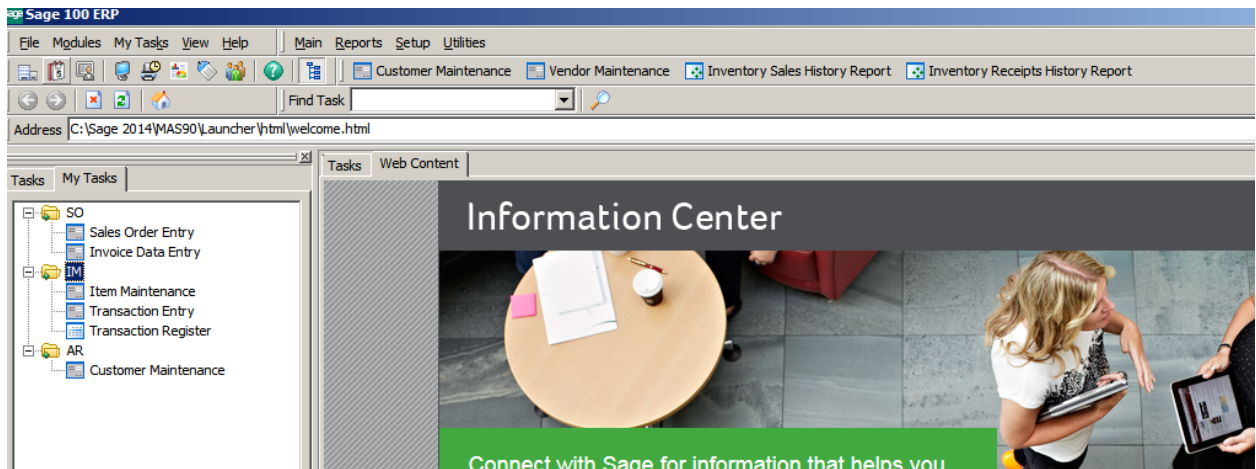 sage Sage 100 ERP
File Modules My Tasks View Help Main Reports Setup Utilities
Customer Maintenance Vendor Maintenance Inventory Sales History Report Inventory Receipts History Report
Find Task
Address C:\Sage 2014\MAS90\Launcher\html\welcome.html
Tasks My Tasks
Tasks Web Content
SO
Sales Order Entry
Invoice Data Entry
IM
Item Maintenance
Transaction Entry
Transaction Register
AR
Customer Maintenance
Information Center
Connect with Sage for information that helps you